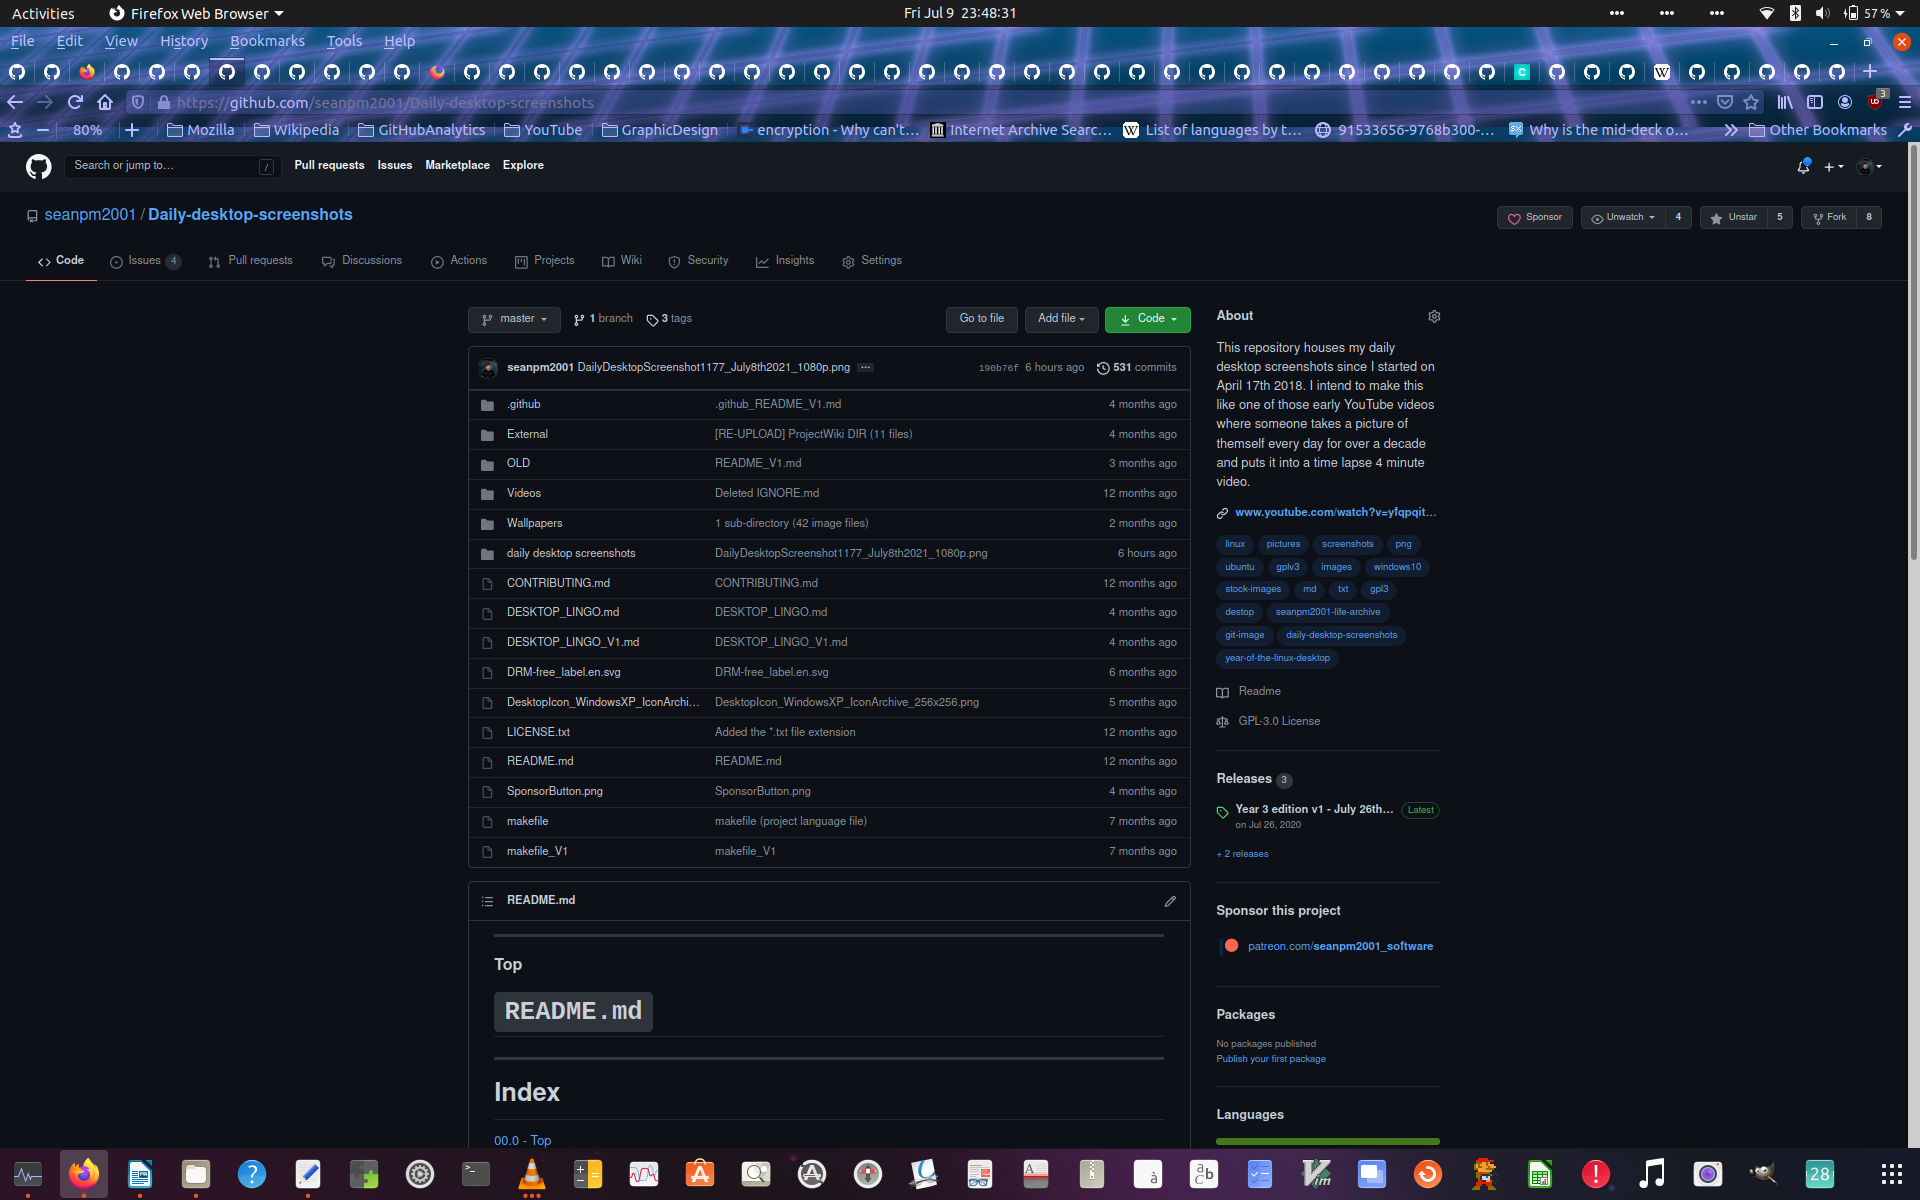 Activities Firefox Web Browser Fri Jul 9 23:48:31 57 %
File Edit View History Bookmarks Tools Help
https://github.com/seanpm2001/Daily-desktop-screenshots 3
80% Mozilla Wikipedia GitHubAnalytics YouTube GraphicDesign encryption - Why can't… Internet Archive Searc… List of languages by t… 91533656-9768b300-… Why is the mid-deck o… Other Bookmarks
Search or jump to… / Pull requests Issues Marketplace Explore
seanpm2001 / Daily-desktop-screenshots Sponsor Unwatch 4 Unstar 5 Fork 8
Code Issues 4 Pull requests Discussions Actions Projects Wiki Security Insights Settings
master 1 branch 3 tags Go to file Add file Code
seanpm2001 DailyDesktopScreenshot1177_July8th2021_1080p.png … 190b76f 6 hours ago 531 commits
.github .github_README_V1.md 4 months ago
External [RE-UPLOAD] ProjectWiki DIR (11 files) 4 months ago
OLD README_V1.md 3 months ago
Videos Deleted IGNORE.md 12 months ago
Wallpapers 1 sub-directory (42 image files) 2 months ago
daily desktop screenshots DailyDesktopScreenshot1177_July8th2021_1080p.png 6 hours ago
CONTRIBUTING.md CONTRIBUTING.md 12 months ago
DESKTOP_LINGO.md DESKTOP_LINGO.md 4 months ago
DESKTOP_LINGO_V1.md DESKTOP_LINGO_V1.md 4 months ago
DRM-free_label.en.svg DRM-free_label.en.svg 6 months ago
DesktopIcon_WindowsXP_IconArchi… DesktopIcon_WindowsXP_IconArchive_256x256.png 5 months ago
LICENSE.txt Added the *.txt file extension 12 months ago
README.md README.md 12 months ago
SponsorButton.png SponsorButton.png 4 months ago
makefile makefile (project language file) 7 months ago
makefile_V1 makefile_V1 7 months ago
README.md
Top
README.md
Index
00.0 - Top
About
This repository houses my daily
desktop screenshots since I started on
April 17th 2018. I intend to make this
like one of those early YouTube videos
where someone takes a picture of
themself every day for over a decade
and puts it into a time lapse 4 minute
video.
www.youtube.com/watch?v=yfqpqit…
linux pictures screenshots png
ubuntu gplv3 images windows10
stock-images md txt gpl3
destop seanpm2001-life-archive
git-image daily-desktop-screenshots
year-of-the-linux-desktop
Readme
GPL-3.0 License
Releases 3
Year 3 edition v1 - July 26th… Latest
on Jul 26, 2020
+ 2 releases
Sponsor this project
patreon.com/seanpm2001_software
Packages
No packages published
Publish your first package
Languages
28